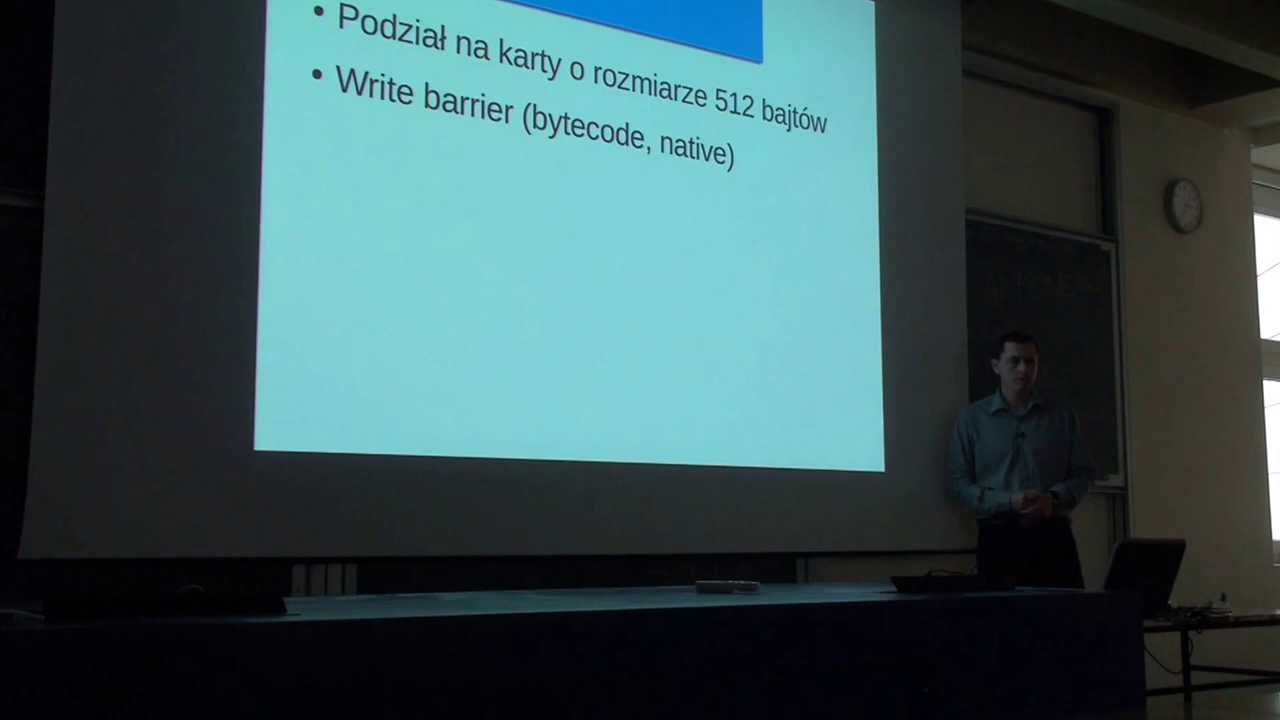 • Podział na karty o rozmiarze 512 bajtów
• Write barrier (bytecode, native)